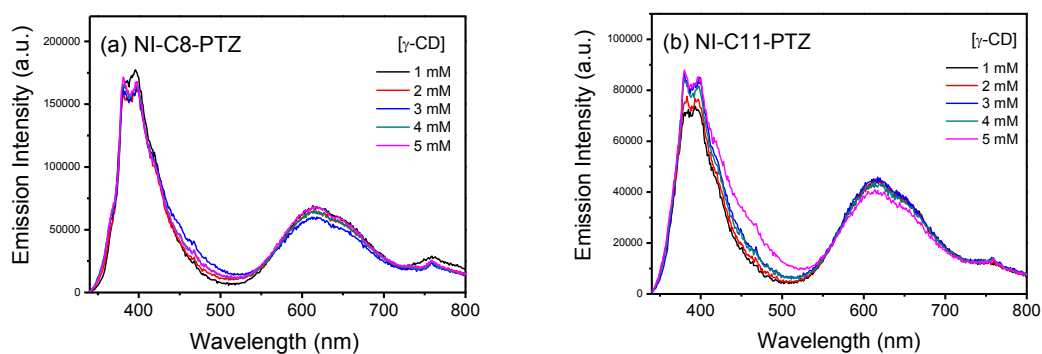 (a) NI-C8-PTZ
[γ-CD]
1 mM
2 mM
3 mM
4 mM
5 mM
200000
150000
100000
50000
0
Emission Intensity (a.u.)
400 500 600 700 800
Wavelength (nm)
(b) NI-C11-PTZ
[γ-CD]
1 mM
2 mM
3 mM
4 mM
5 mM
100000
80000
60000
40000
20000
0
Emission Intensity (a.u.)
400 500 600 700 800
Wavelength (nm)